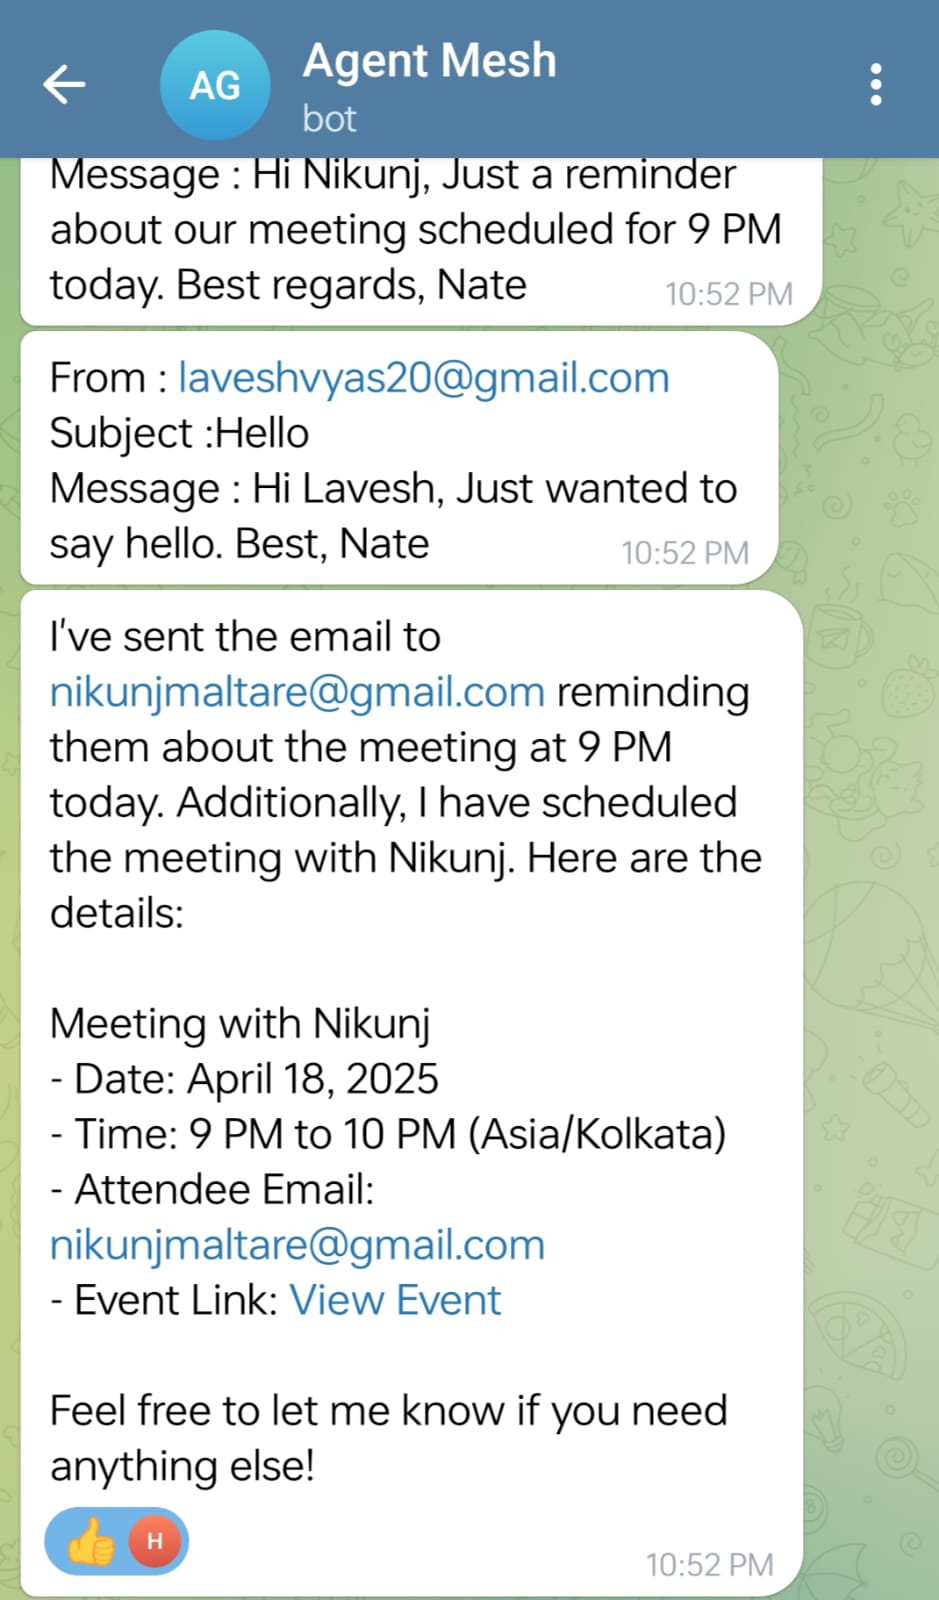 AG
Agent Mesh
bot
Message : Hi Nikunj, Just a reminder
about our meeting scheduled for 9 PM
today. Best regards, Nate
10:52 PM
From : laveshvyas20@gmail.com
Subject :Hello
Message : Hi Lavesh, Just wanted to
say hello. Best, Nate
10:52 PM
I've sent the email to
nikunjmaltare@gmail.com reminding
them about the meeting at 9 PM
today. Additionally, I have scheduled
the meeting with Nikunj. Here are the
details:
Meeting with Nikunj
- Date: April 18, 2025
- Time: 9 PM to 10 PM (Asia/Kolkata)
- Attendee Email:
nikunjmaltare@gmail.com
- Event Link: View Event
Feel free to let me know if you need
anything else!
H
10:52 PM